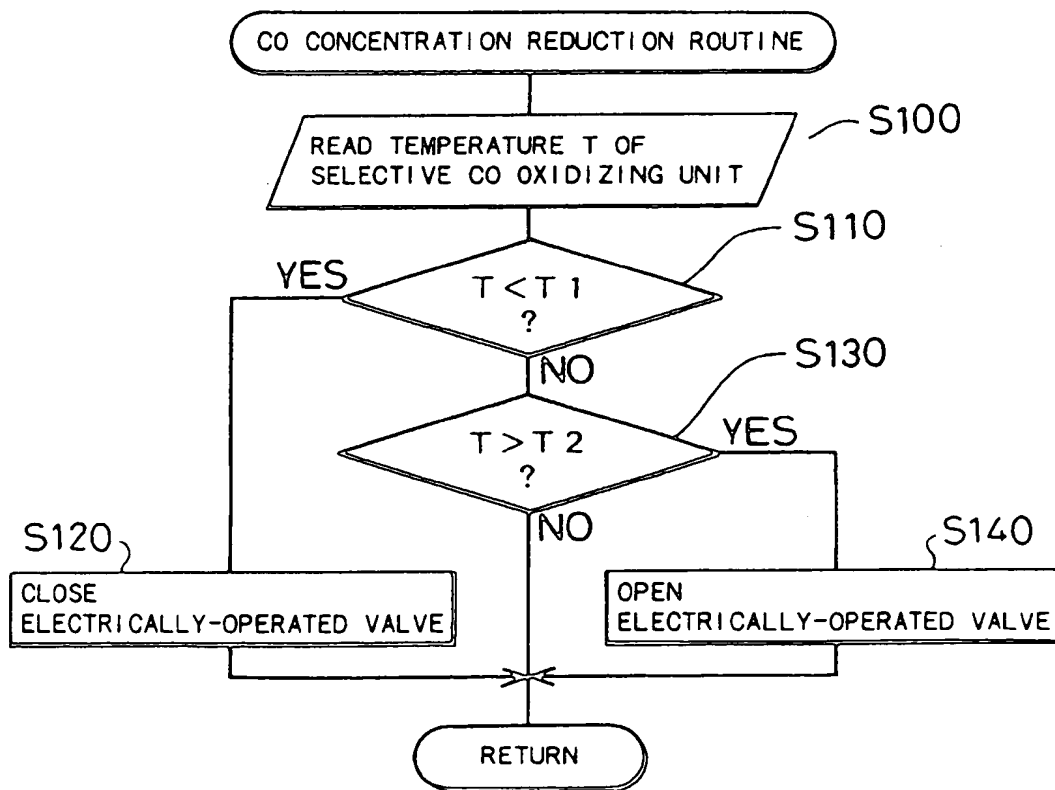 CO CONCENTRATION REDUCTION ROUTINE
READ TEMPERATURE T OF
SELECTIVE CO OXIDIZING UNIT
S100
S110
YES
T < T 1
?
NO
S130
T > T 2
?
YES
NO
S120
CLOSE
ELECTRICALLY-OPERATED VALVE
S140
OPEN
ELECTRICALLY-OPERATED VALVE
RETURN